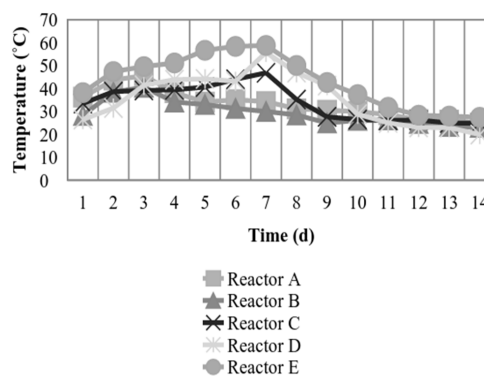 Temperature (˚C)
70
60
50
40
30
20
10
0
1 2 3 4 5 6 7 8 9 10 11 12 13 14
Time (d)
Reactor A
Reactor B
Reactor C
Reactor D
Reactor E